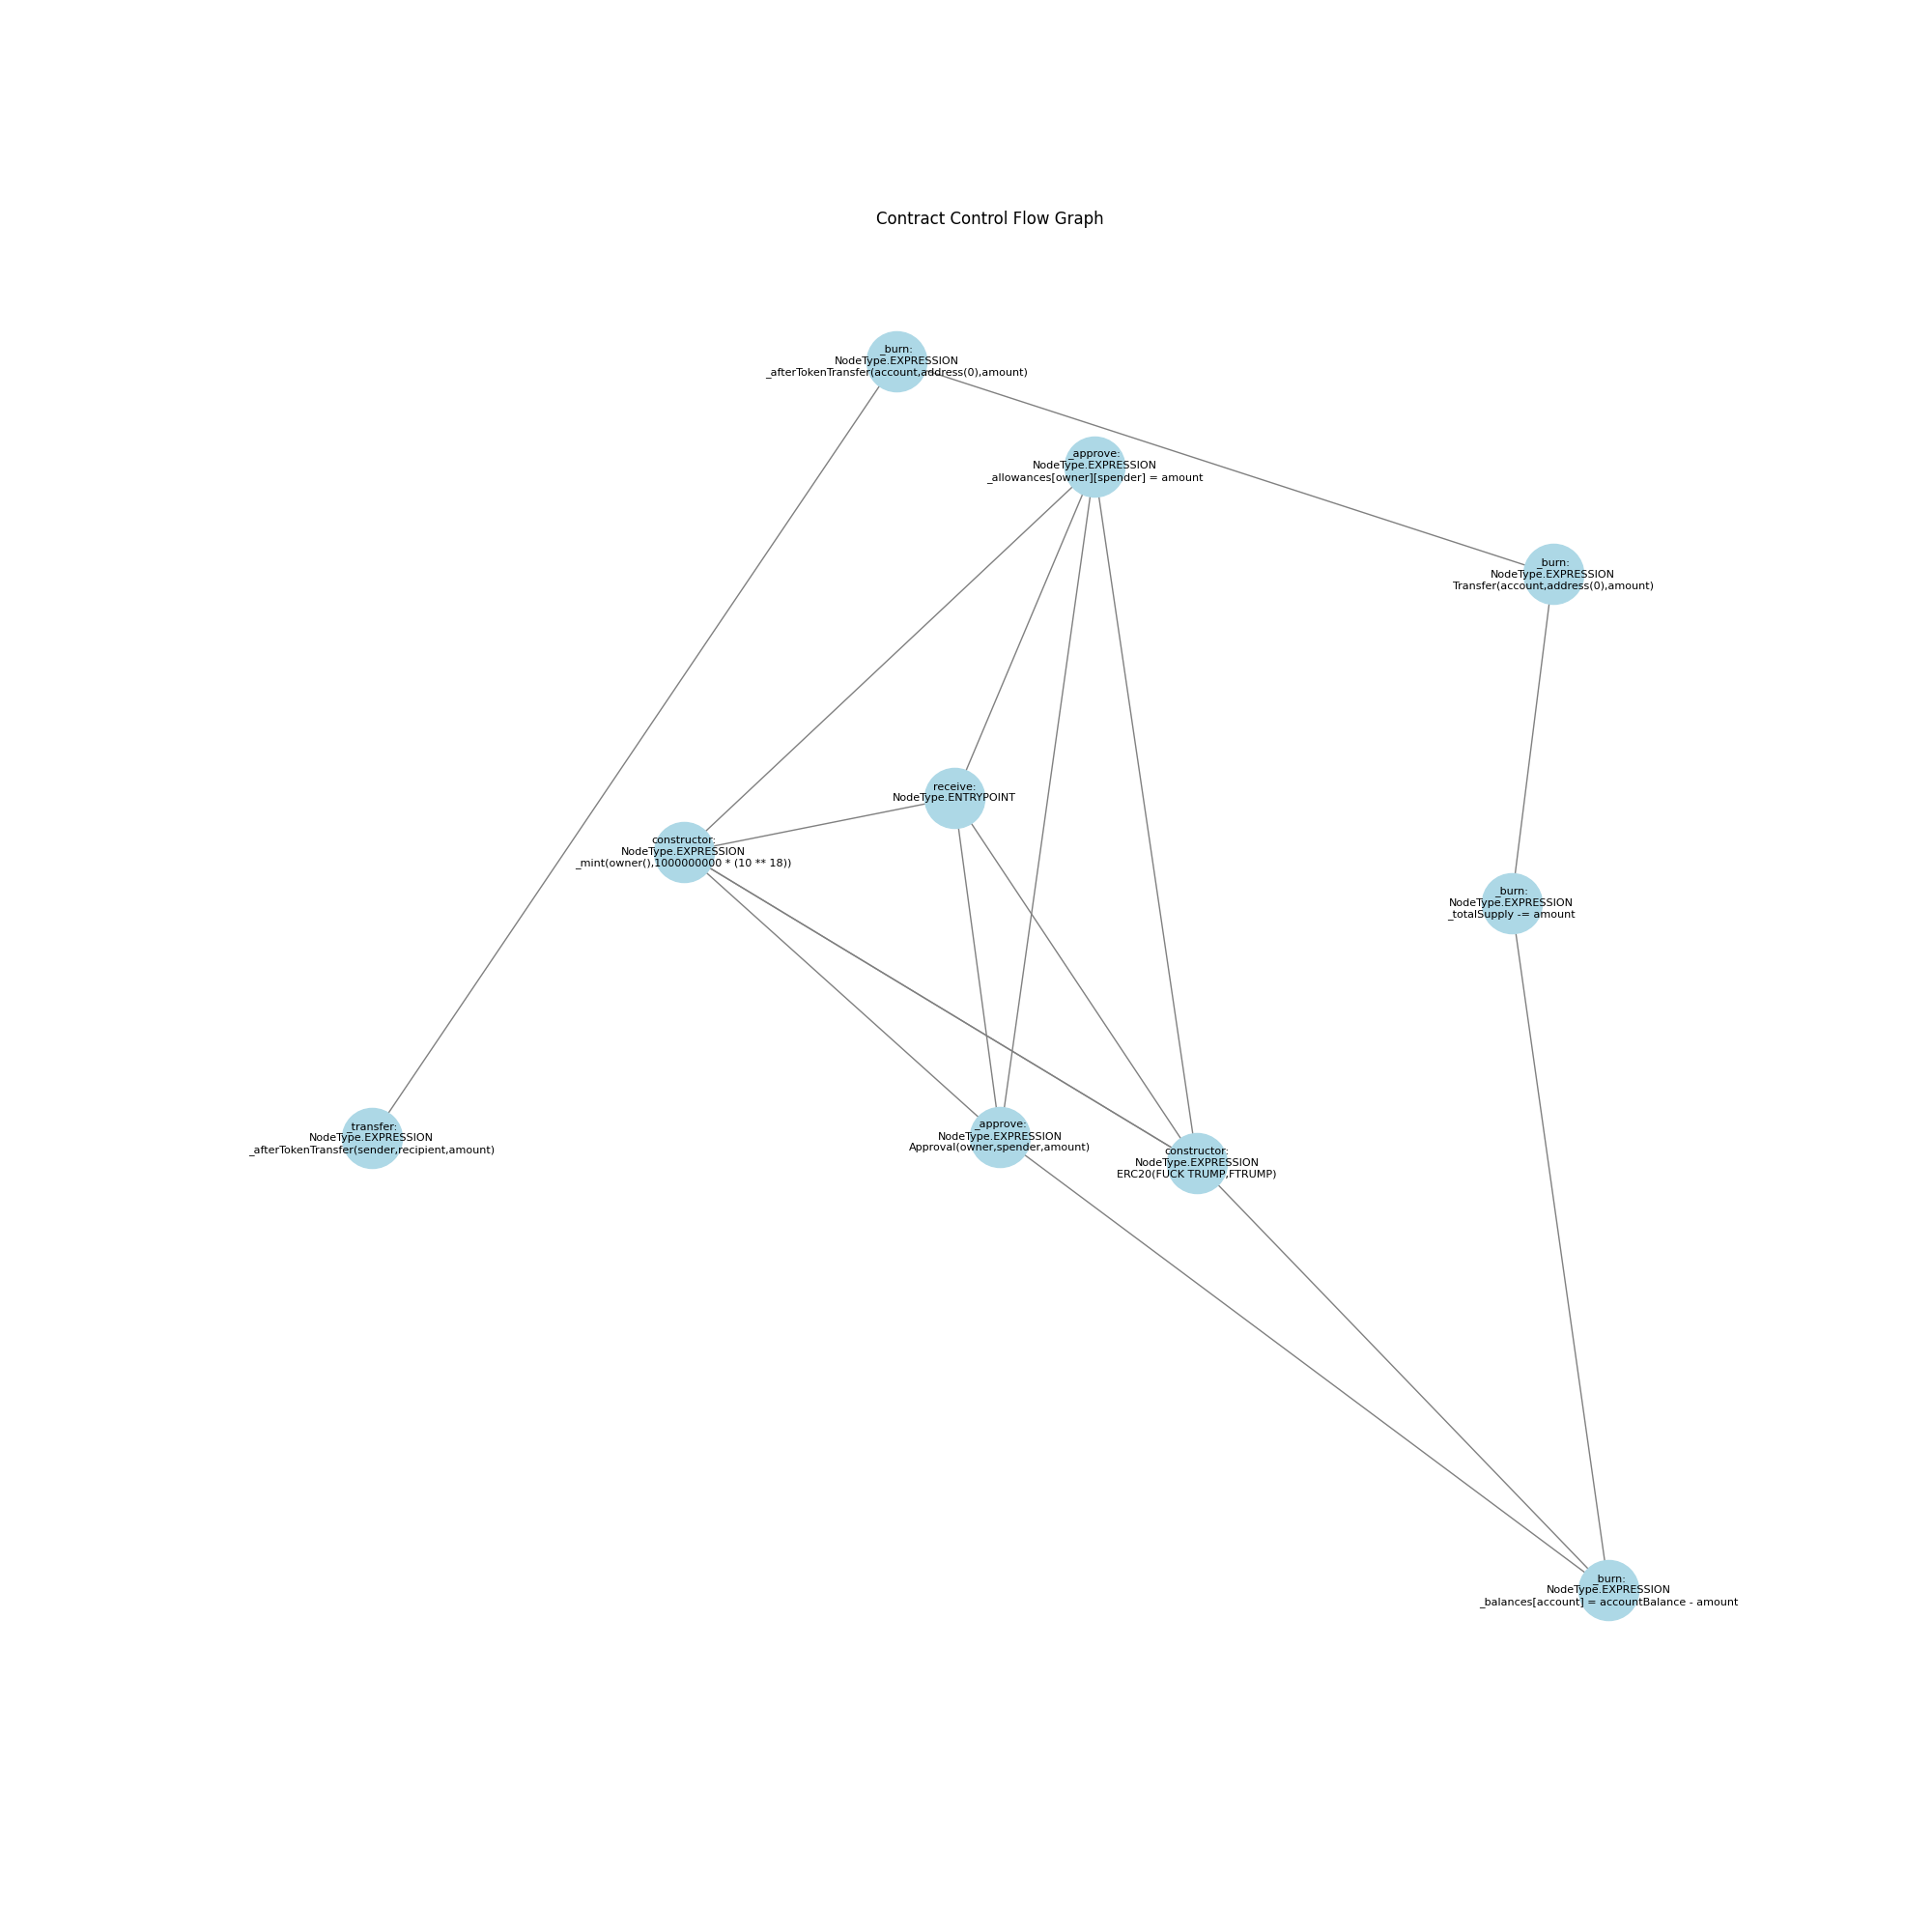 Contract Control Flow Graph
_burn:
NodeType.EXPRESSION
_afterTokenTransfer(account,address(0),amount)
_approve:
NodeType.EXPRESSION
_allowances[owner][spender] = amount
_burn:
NodeType.EXPRESSION
Transfer(account,address(0),amount)
receive:
NodeType.ENTRYPOINT
constructor:
NodeType.EXPRESSION
_mint(owner(),1000000000 * (10 ** 18))
_burn:
NodeType.EXPRESSION
_totalSupply -= amount
_transfer:
NodeType.EXPRESSION
_afterTokenTransfer(sender,recipient,amount)
_approve:
NodeType.EXPRESSION
Approval(owner,spender,amount)
constructor:
NodeType.EXPRESSION
ERC20(FUCK TRUMP,FTRUMP)
_burn:
NodeType.EXPRESSION
_balances[account] = accountBalance - amount